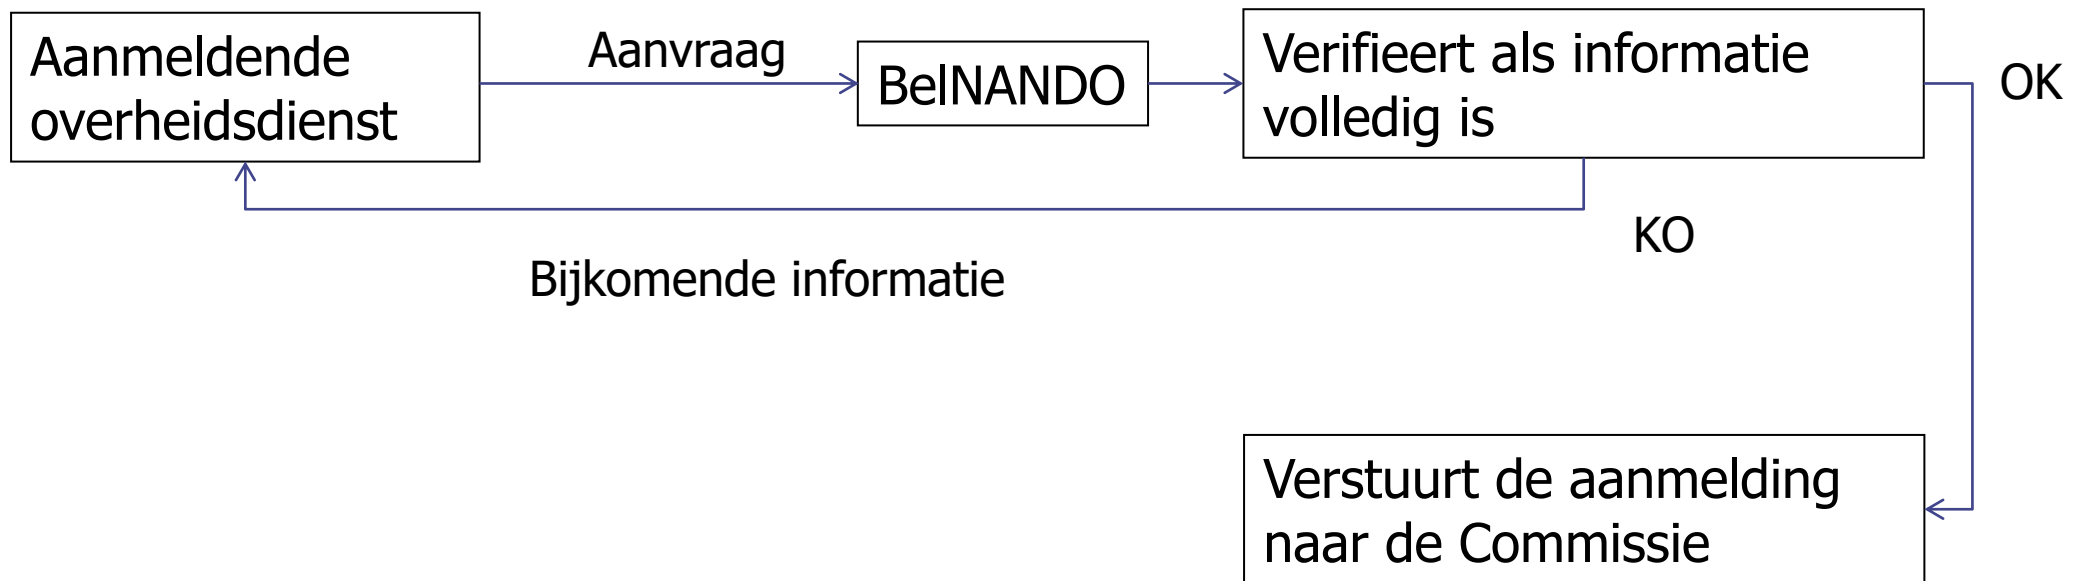 Aanmeldende
overheidsdienst
Aanvraag
BelNANDO
Verifieert als informatie
volledig is
OK
KO
Bijkomende informatie
Verstuurt de aanmelding
naar de Commissie